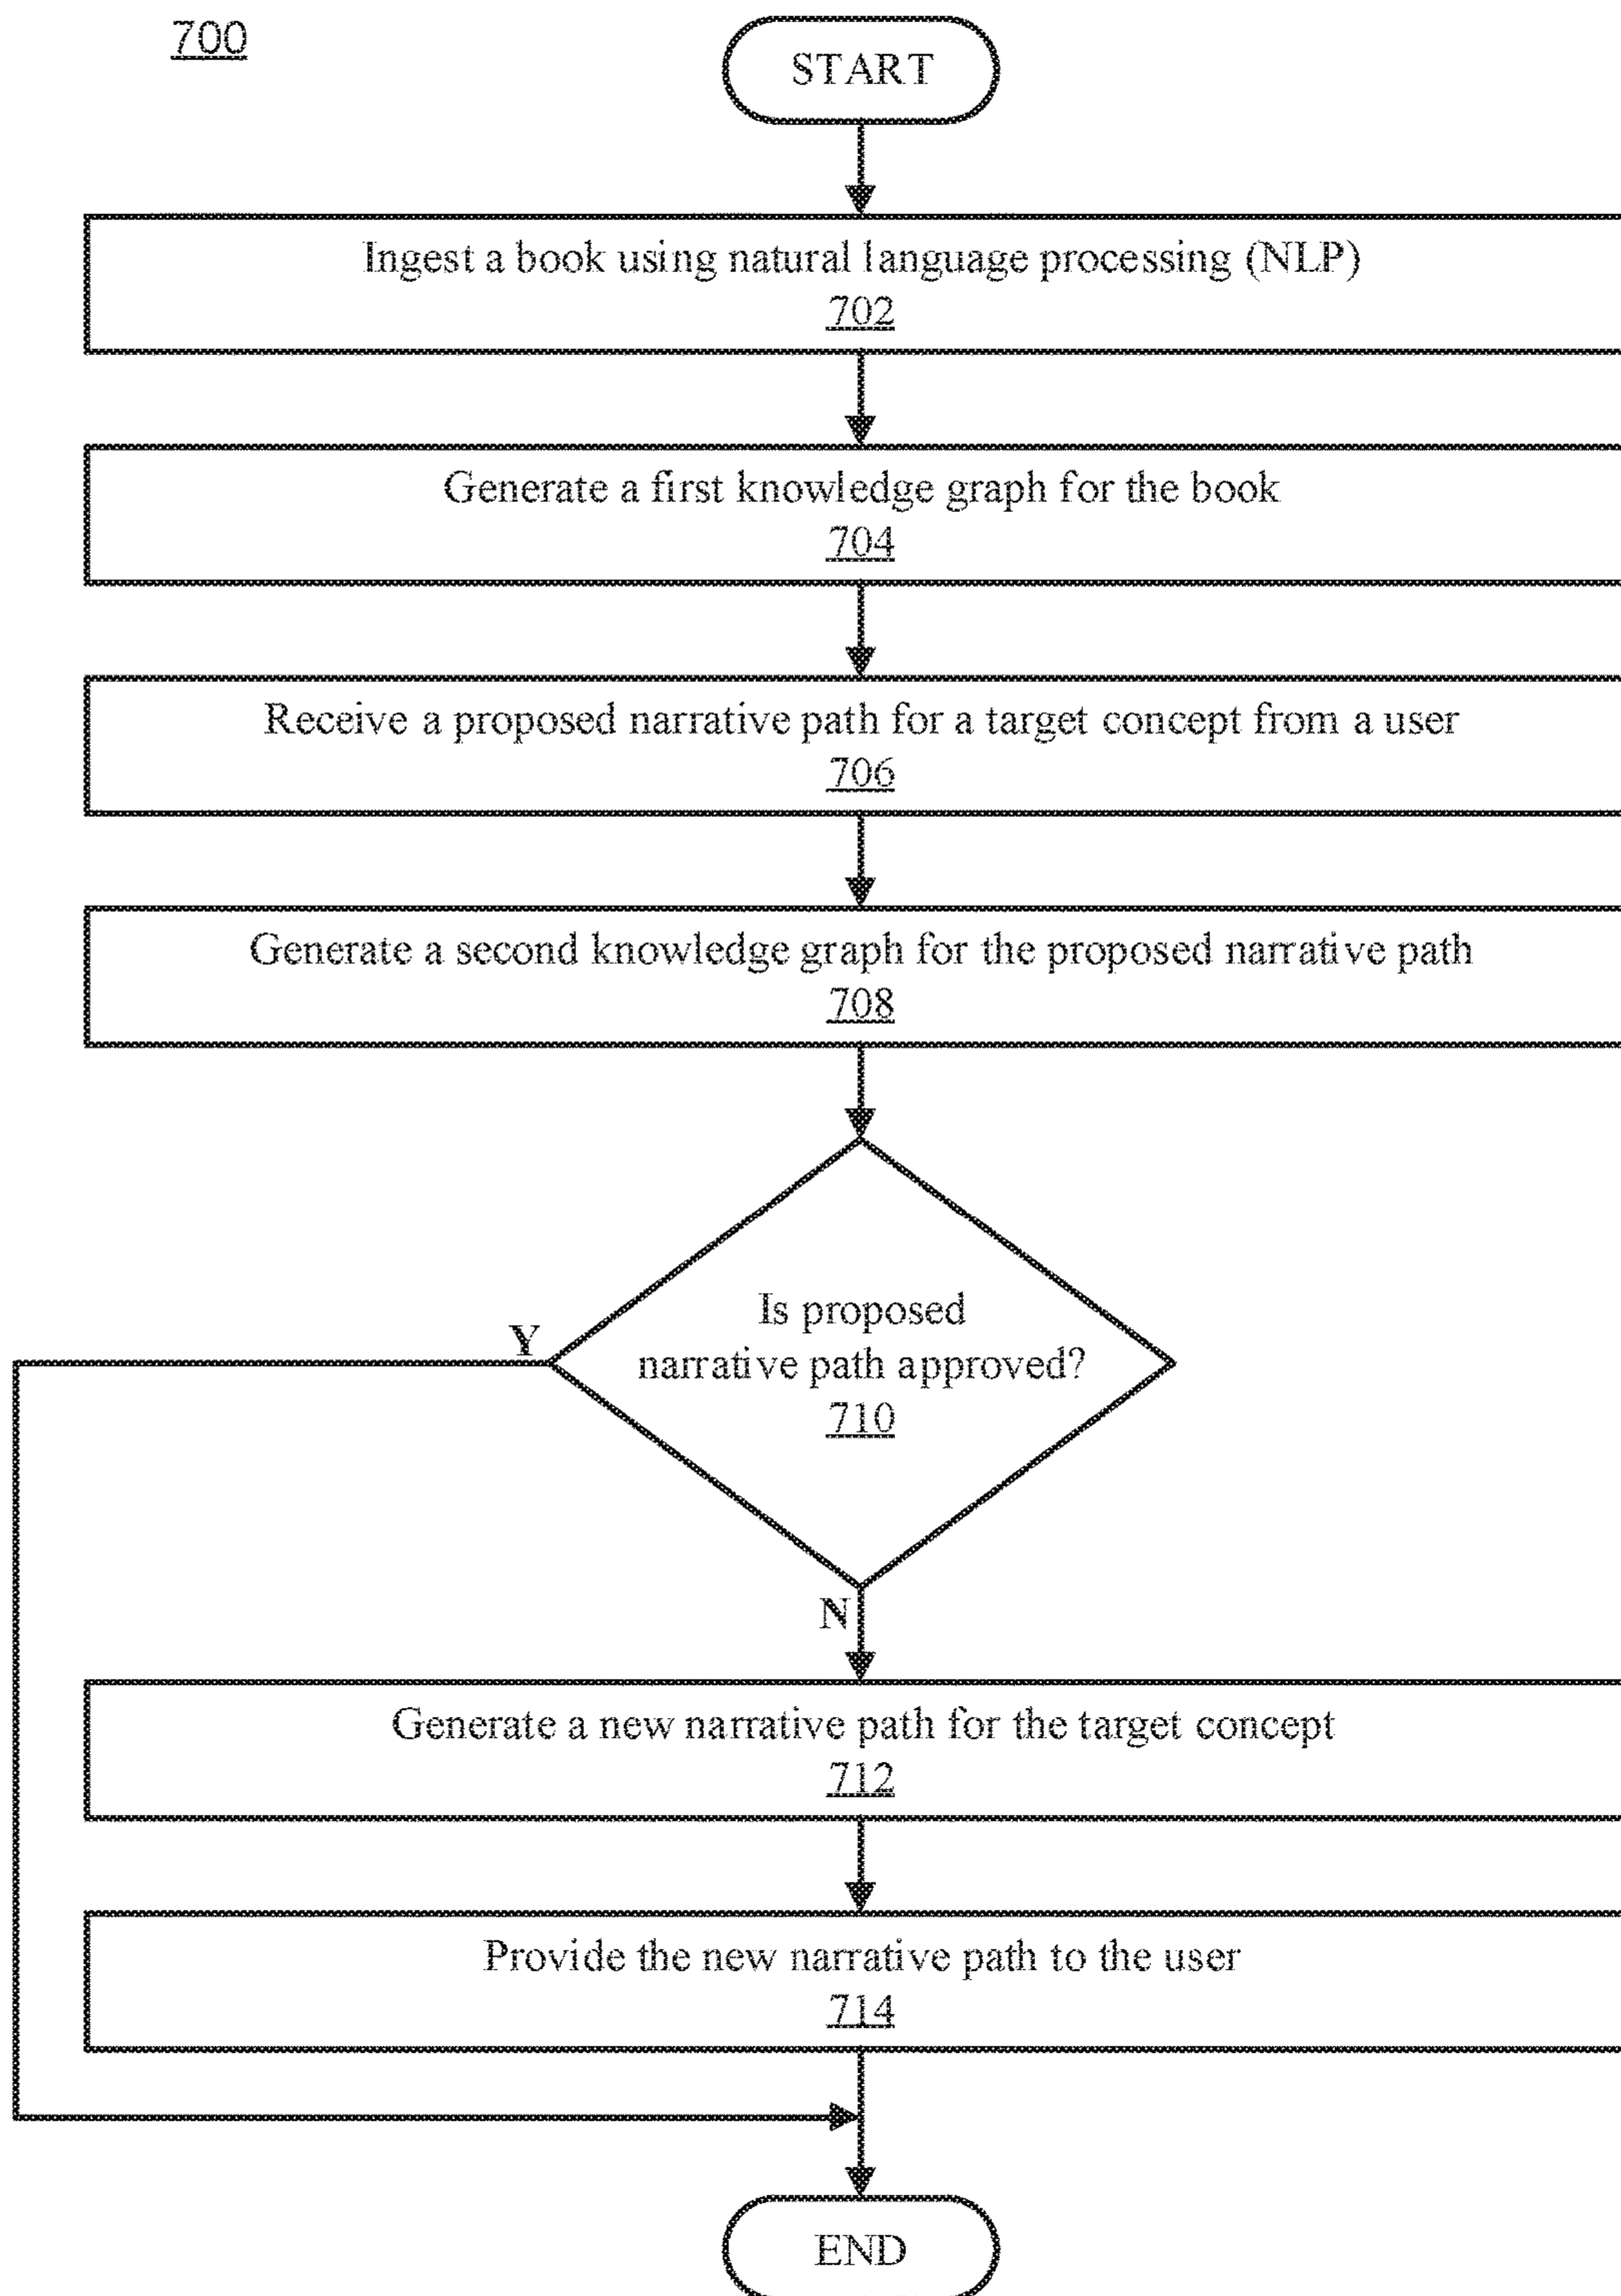 700
START
Ingest a book using natural language processing (NLP)
702
Generate a first knowledge graph for the book
704
Receive a proposed narrative path for a target concept from a user
706
Generate a second knowledge graph for the proposed narrative path
708
Is proposed
Y
narrative path approved?
710
N
Generate a new narrative path for the target concept
712
Provide the new narrative path to the user
714
END